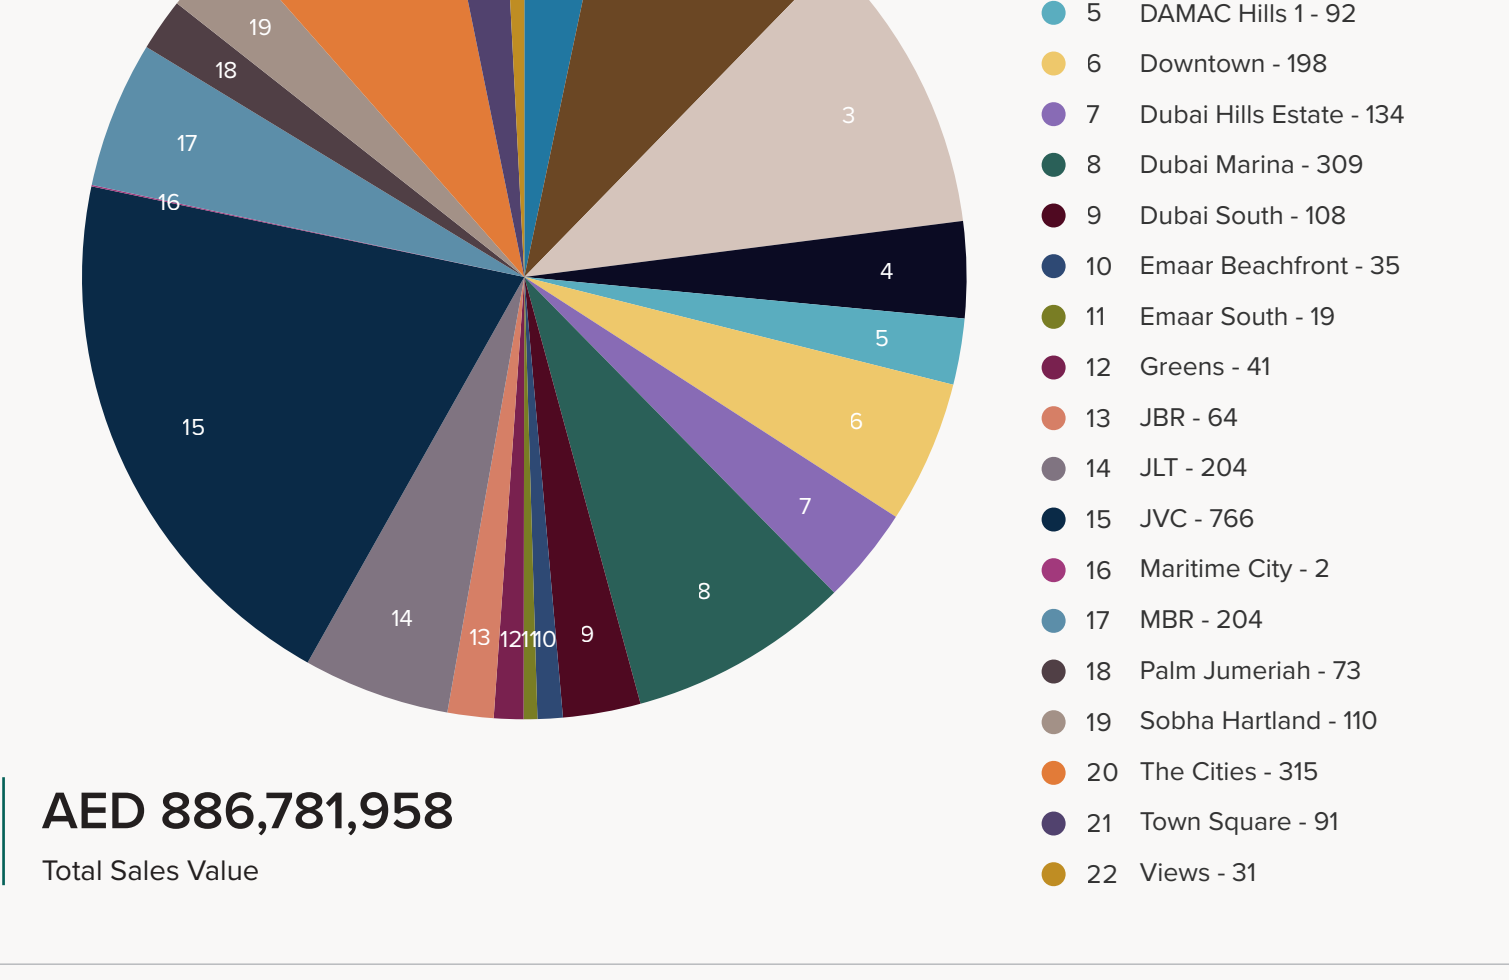 19
18
17
16
15
14
13
12
11
10
9
8
7
6
5
4
3
5 DAMAC Hills 1 - 92
6 Downtown - 198
7 Dubai Hills Estate - 134
8 Dubai Marina - 309
9 Dubai South - 108
10 Emaar Beachfront - 35
11 Emaar South - 19
12 Greens - 41
13 JBR - 64
14 JLT - 204
15 JVC - 766
16 Maritime City - 2
17 MBR - 204
18 Palm Jumeriah - 73
19 Sobha Hartland - 110
20 The Cities - 315
21 Town Square - 91
22 Views - 31
AED 886,781,958
Total Sales Value